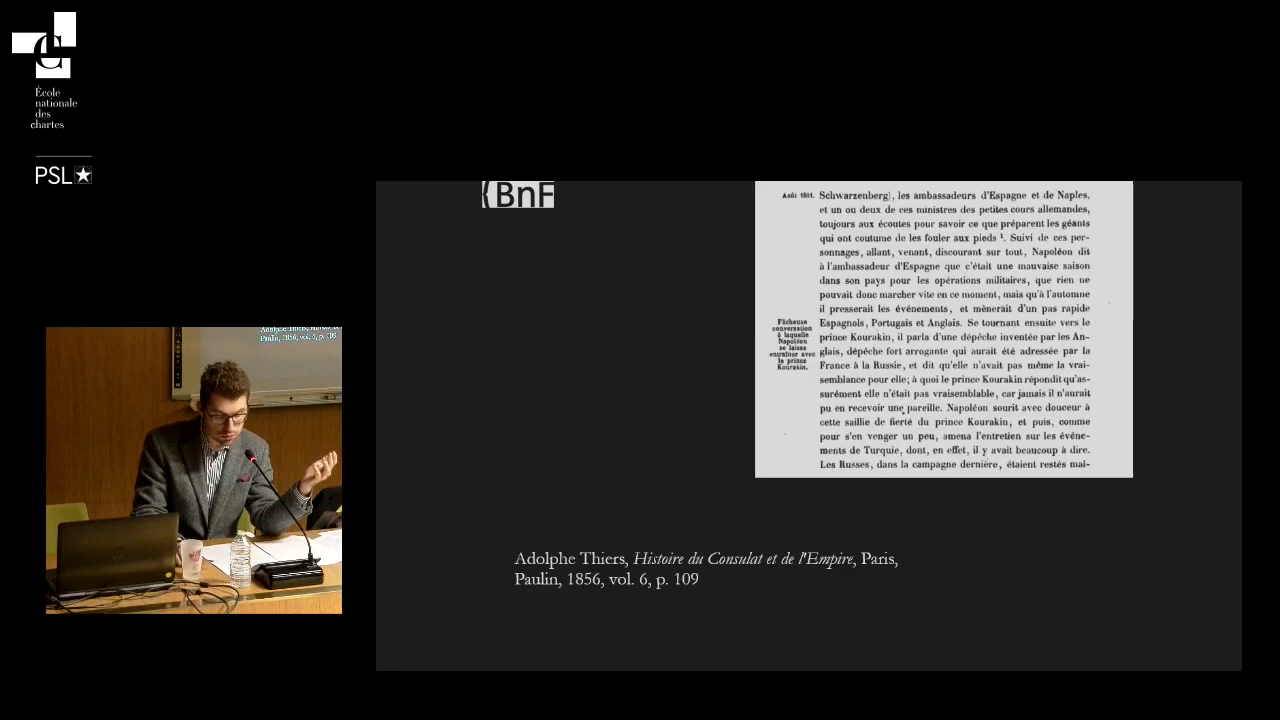 École
nationale
des
chartes
PSL
BnF
Août 1811.
Schwarzenberg), les ambassadeurs d'Espagne et de Naples,
et un ou deux de ces ministres des petites cours allemandes,
toujours aux écoutes pour savoir ce que préparent les géants
qui ont coutume de les fouler aux pieds ¹. Suivi de ces per-
sonnages, allant, venant, discourant sur tout, Napoléon dit
à l'ambassadeur d'Espagne que c'était une mauvaise saison
dans son pays pour les opérations militaires, que rien ne
pouvait donc marcher vite en ce moment, mais qu'à l'automne
il presserait les événements, et mènerait d'un pas rapide
Espagnols, Portugais et Anglais. Se tournant ensuite vers le
prince Kourakin, il parla d'une dépêche inventée par les An-
glais, dépêche fort arrogante qui aurait été adressée par la
France à la Russie, et dit qu'elle n'avait pas même la vrai-
semblance pour elle; à quoi le prince Kourakin répondit qu'as-
surément elle n'était pas vraisemblable, car jamais il n'aurait
pu en recevoir une pareille. Napoléon sourit avec douceur à
cette saillie de fierté du prince Kourakin, et puis, comme
pour s'en venger un peu, amena l'entretien sur les événe-
ments de Turquie, dont, en effet, il y avait beaucoup à dire.
Les Russes, dans la campagne dernière, étaient restés maî-
Fâcheuse
conversation
à laquelle
Napoléon
se laisse
entraîner avec
le prince
Kourakin.
Adolphe Thiers, Histoire du Consulat et de l'Empire, Paris,
Paulin, 1856, vol. 6, p. 109
Paulin, 1856, vol. 6, p. 109